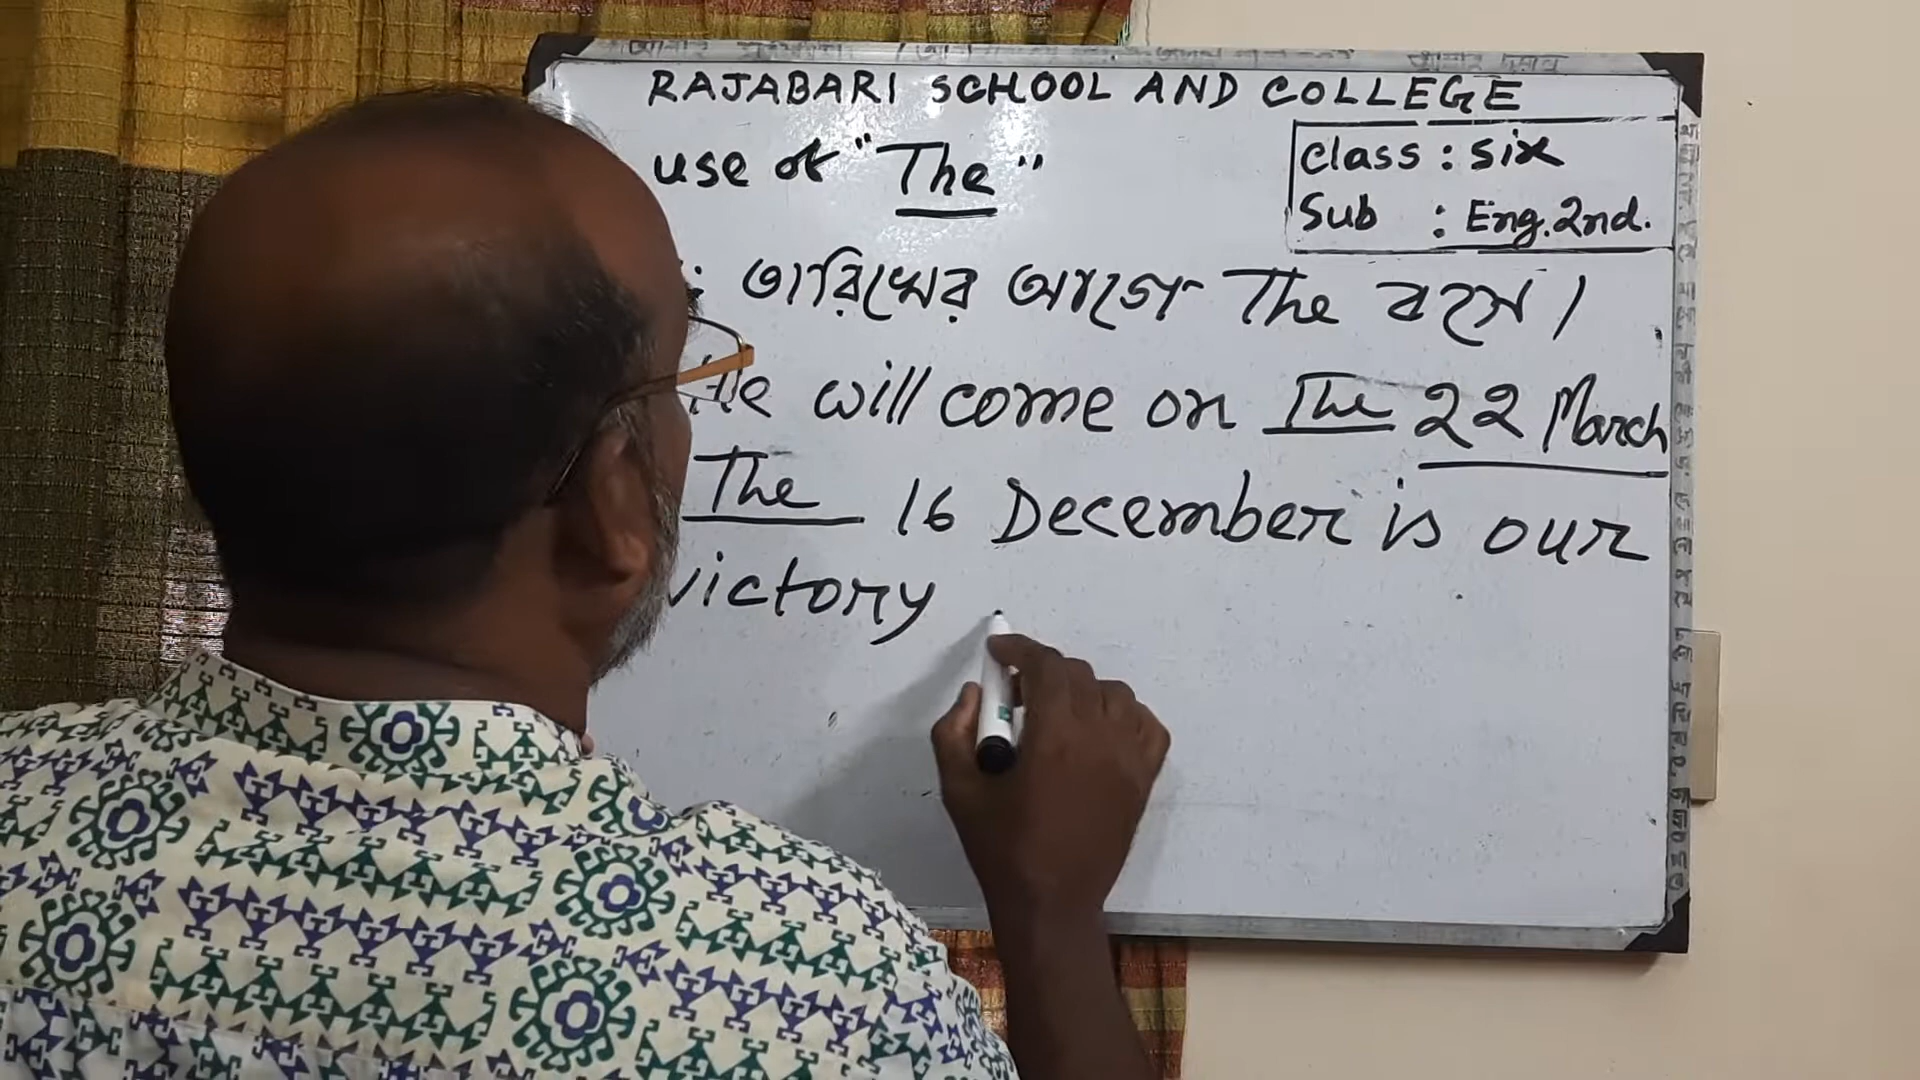 RAJABARI SCHOOL AND COLLEGE
use of "The"
Class : Six
Sub : Eng. 2nd.
: তারিখের আগে The বসে।
He will come on The 22 March
The 16 December is our
victory